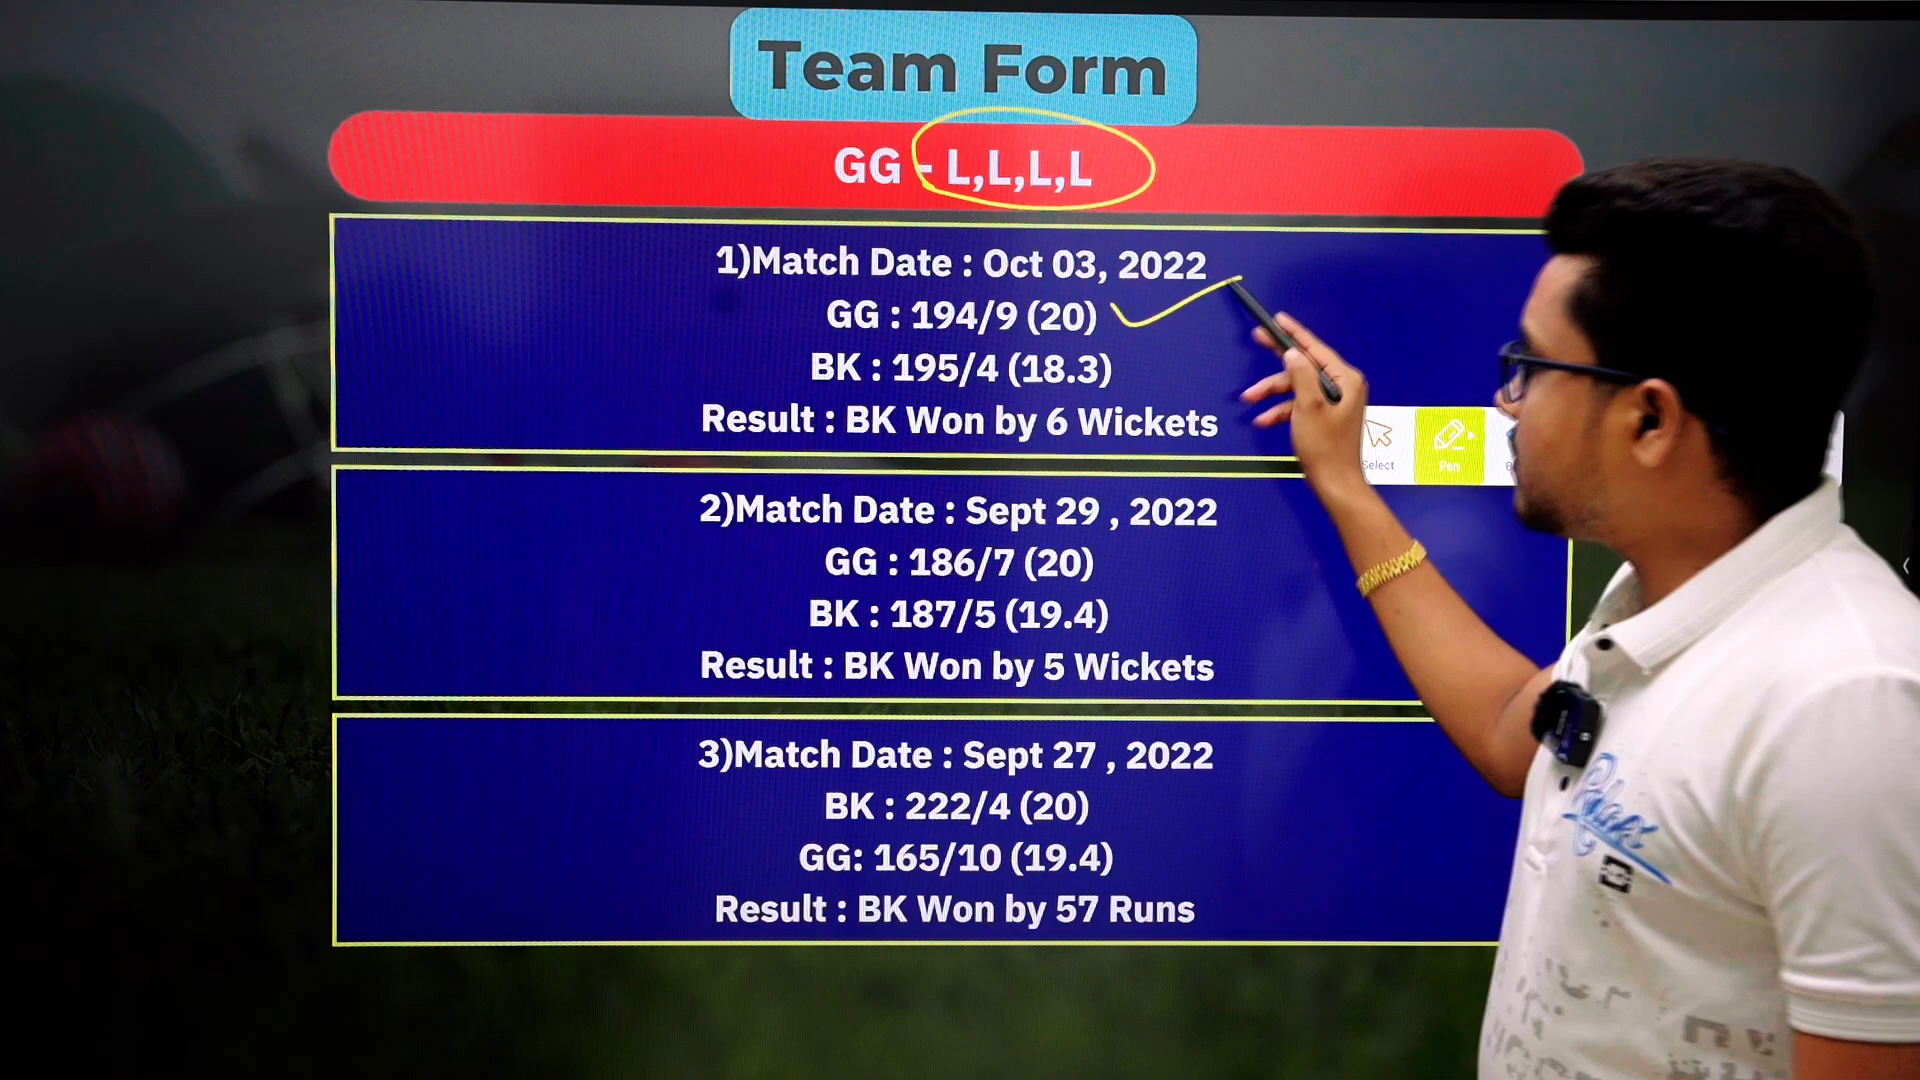 Team Form
GG - L,L,L,L
1)Match Date : Oct 03, 2022
GG : 194/9 (20)
BK : 195/4 (18.3)
Result : BK Won by 6 Wickets
Select
Pen
2)Match Date : Sept 29 , 2022
GG : 186/7 (20)
BK : 187/5 (19.4)
Result : BK Won by 5 Wickets
3)Match Date : Sept 27 , 2022
BK : 222/4 (20)
GG: 165/10 (19.4)
Result : BK Won by 57 Runs